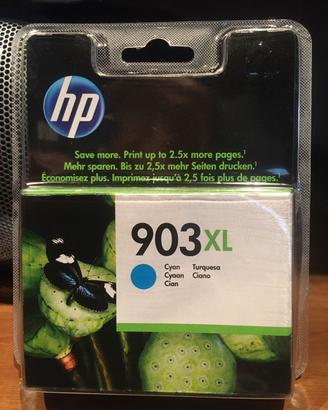 hp
Save more. Print up to 2.5x more pages.¹
Mehr sparen. Bis zu 2,5x mehr Seiten drucken.¹
Économisez plus. Imprimez jusqu'à 2,5 fois plus de pages.¹
903XL
Cyan Turquesa
Cyaan Ciano
Cian